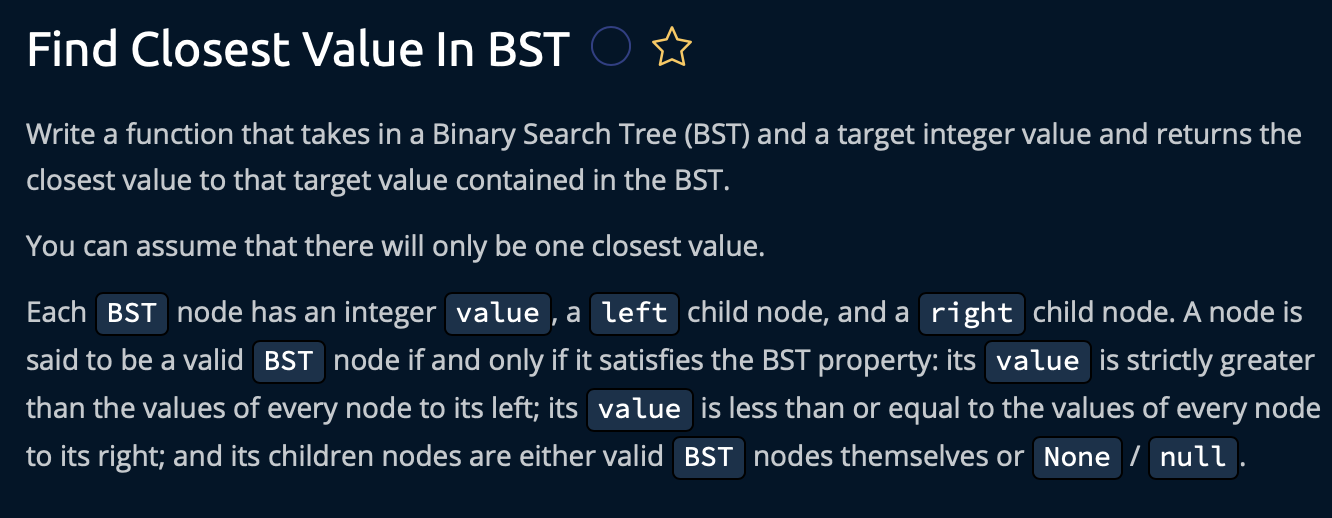 Find Closest Value In BST
Write a function that takes in a Binary Search Tree (BST) and a target integer value and returns the
closest value to that target value contained in the BST.
You can assume that there will only be one closest value.
Each BST node has an integer value, a left child node, and a right child node. A node is
said to be a valid BST node if and only if it satisfies the BST property: its value is strictly greater
than the values of every node to its left; its value is less than or equal to the values of every node
to its right; and its children nodes are either valid BST nodes themselves or None / null.